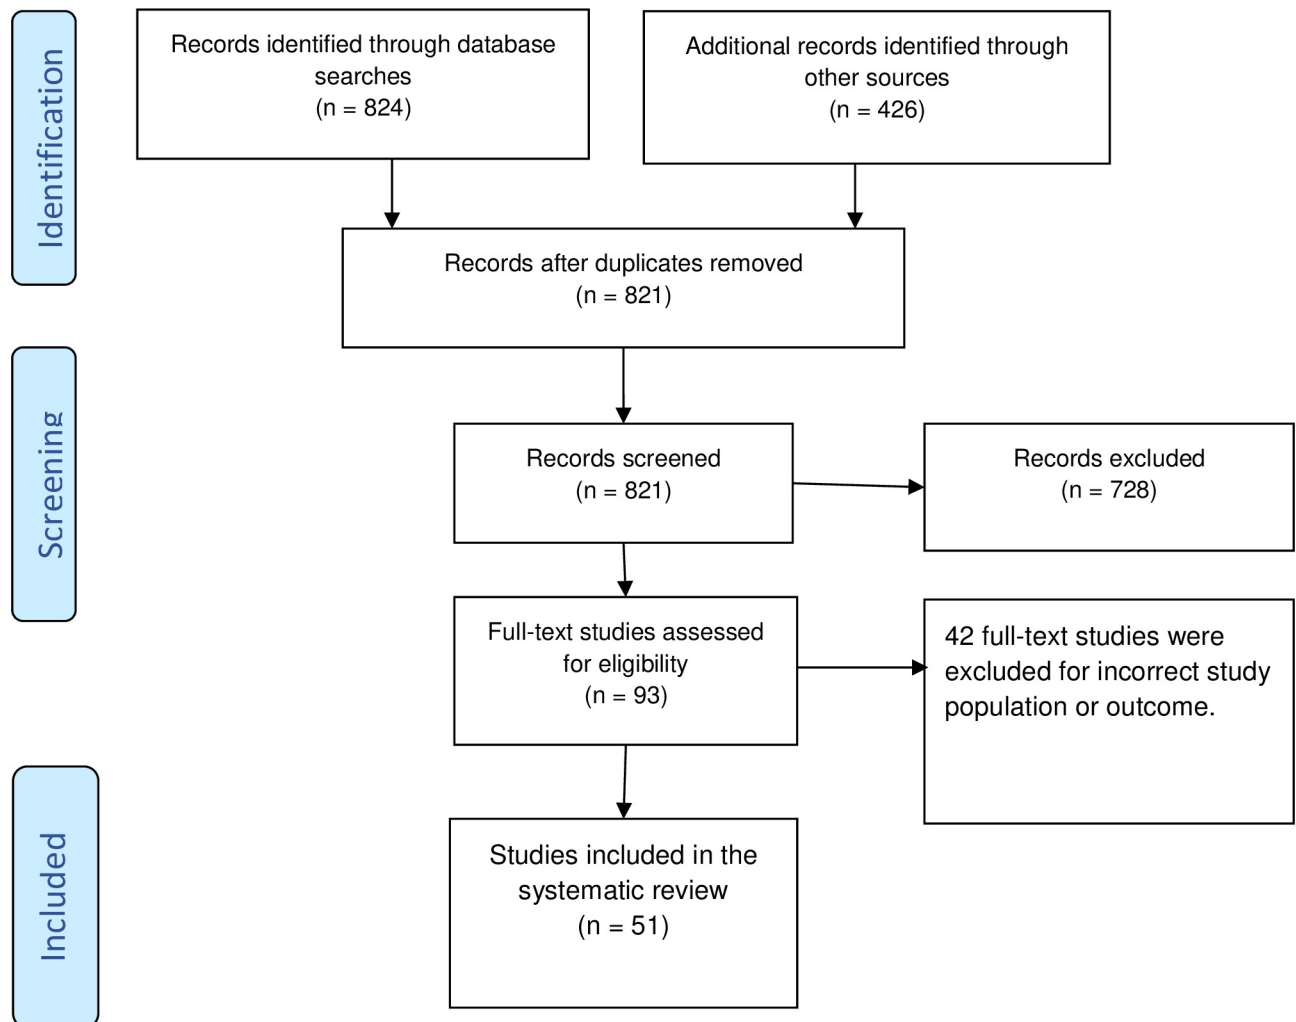 Identification
Records identified through database
searches
(n = 824)
Additional records identified through
other sources
(n = 426)
Records after duplicates removed
(n = 821)
Screening
Records screened
(n = 821)
Records excluded
(n = 728)
Full-text studies assessed
for eligibility
(n = 93)
42 full-text studies were
excluded for incorrect study
population or outcome.
Included
Studies included in the
systematic review
(n = 51)